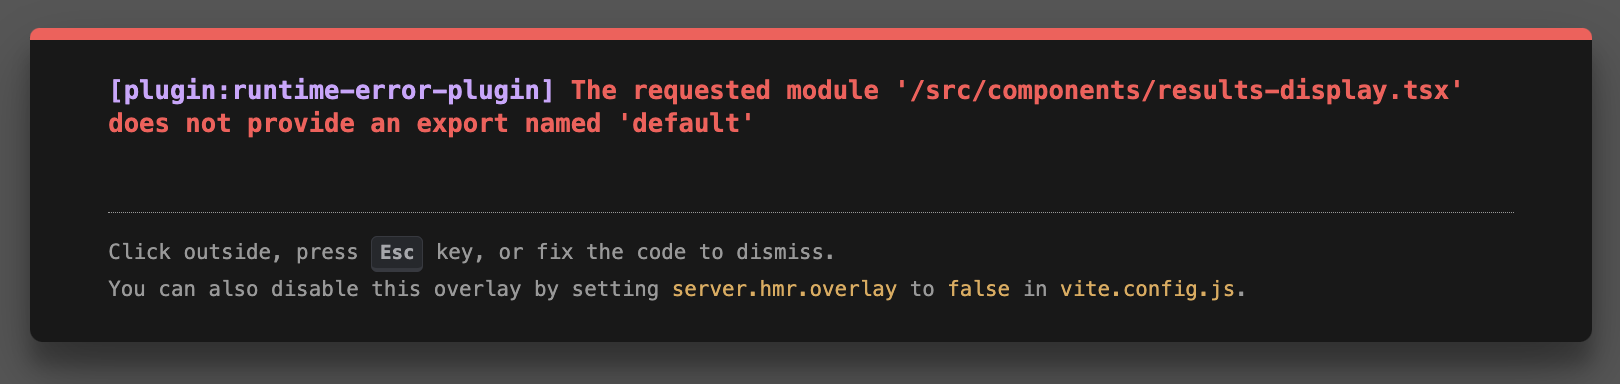 [plugin:runtime-error-plugin] The requested module '/src/components/results-display.tsx'
does not provide an export named 'default'
Click outside, press Esc key, or fix the code to dismiss.
You can also disable this overlay by setting server.hmr.overlay to false in vite.config.js.